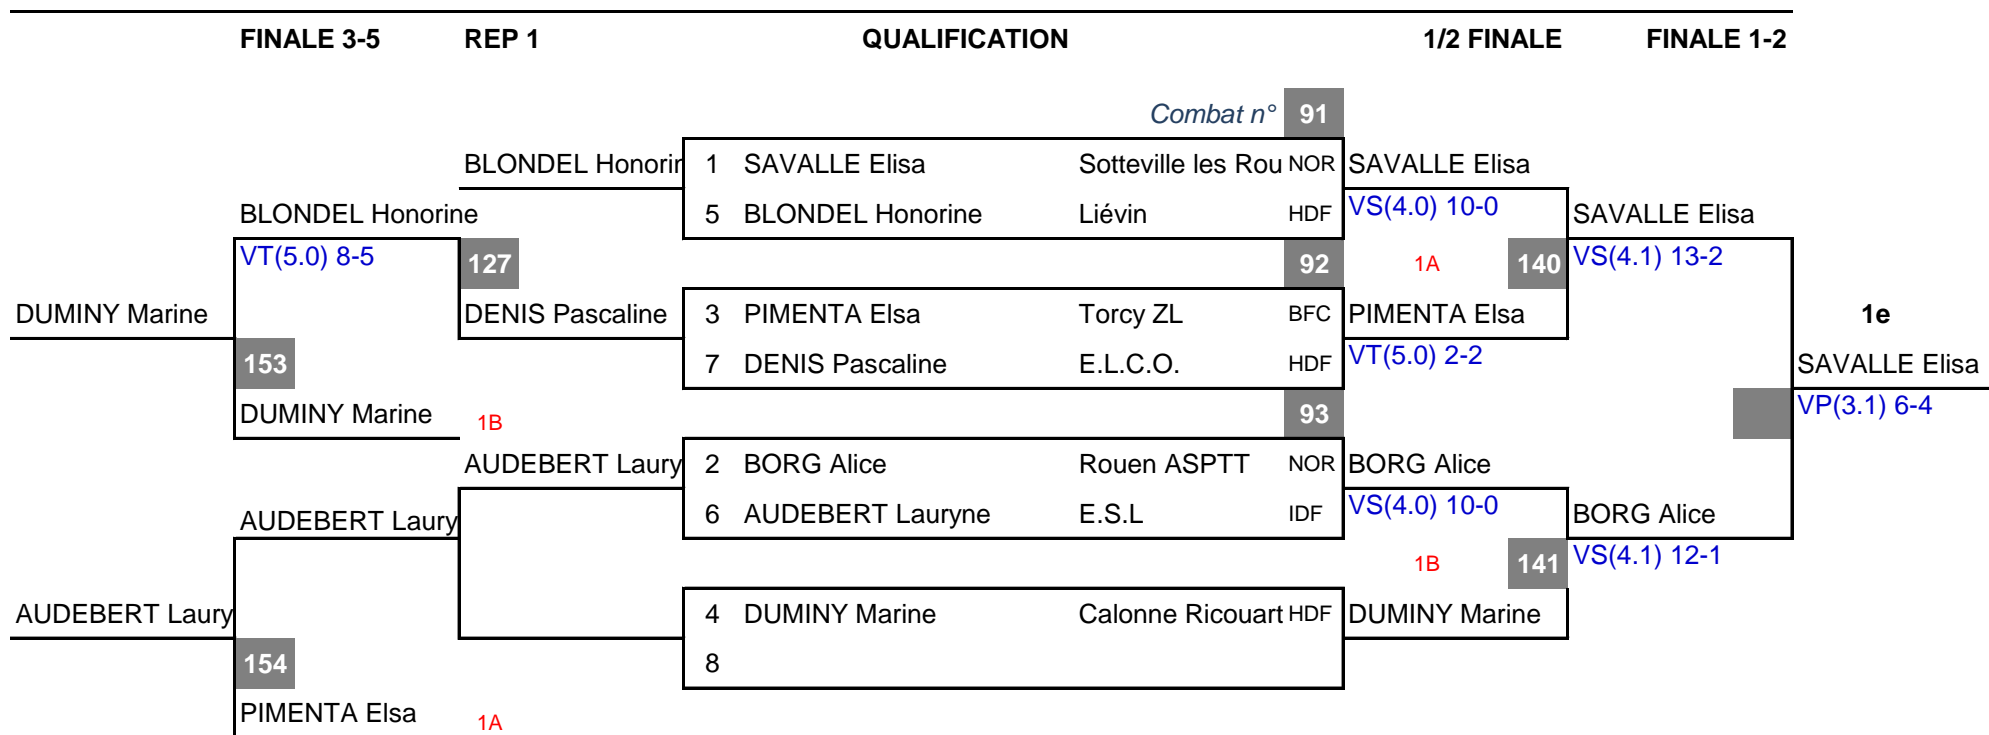 FINALE 3-5 REP 1 QUALIFICATION 1/2 FINALE FINALE 1-2
Combat n° 91
BLONDEL Honorin 1 SAVALLE Elisa Sotteville les Rou NOR SAVALLE Elisa
BLONDEL Honorine 5 BLONDEL Honorine Liévin HDF VS(4.0) 10-0 SAVALLE Elisa
VT(5.0) 8-5 127 92 1A 140 VS(4.1) 13-2
DUMINY Marine DENIS Pascaline 3 PIMENTA Elsa Torcy ZL BFC PIMENTA Elsa 1e
153 7 DENIS Pascaline E.L.C.O. HDF VT(5.0) 2-2 SAVALLE Elisa
DUMINY Marine 1B 93 VP(3.1) 6-4
AUDEBERT Laury 2 BORG Alice Rouen ASPTT NOR BORG Alice
AUDEBERT Laury 6 AUDEBERT Lauryne E.S.L IDF VS(4.0) 10-0 BORG Alice
1B 141 VS(4.1) 12-1
AUDEBERT Laury 4 DUMINY Marine Calonne Ricouart HDF DUMINY Marine
154 8
PIMENTA Elsa 1A